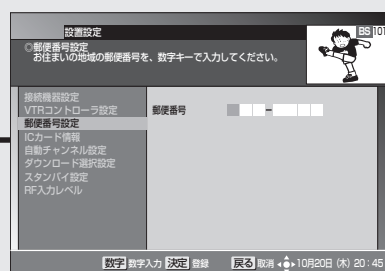 設置設定
BS 101
◎郵便番号設定
お住まいの地域の郵便番号を、数字キーで入力してください。
接続機器設定
VTRコントローラ設定
郵便番号設定
ICカード情報
自動チャンネル設定
ダウンロード選択設定
スタンバイ設定
RF入力レベル
郵便番号 -
数字 数字入力 決定 登録 戻る 取消 10月20日 (木) 20:45